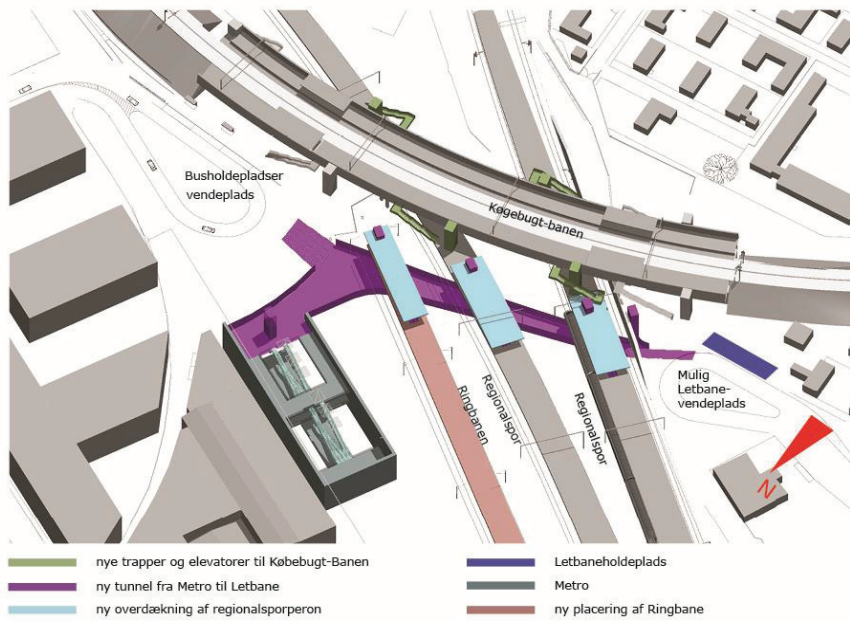 Busholdepladser
vendeplads
Køgebugt-banen
Ringbanen
Regionalspor
Regionalspor
Mulig
Letbane-
vendeplads
N
nye trapper og elevatorer til Købebugt-Banen
ny tunnel fra Metro til Letbane
ny overdækning af regionalsporperon
Letbaneholdeplads
Metro
ny placering af Ringbane